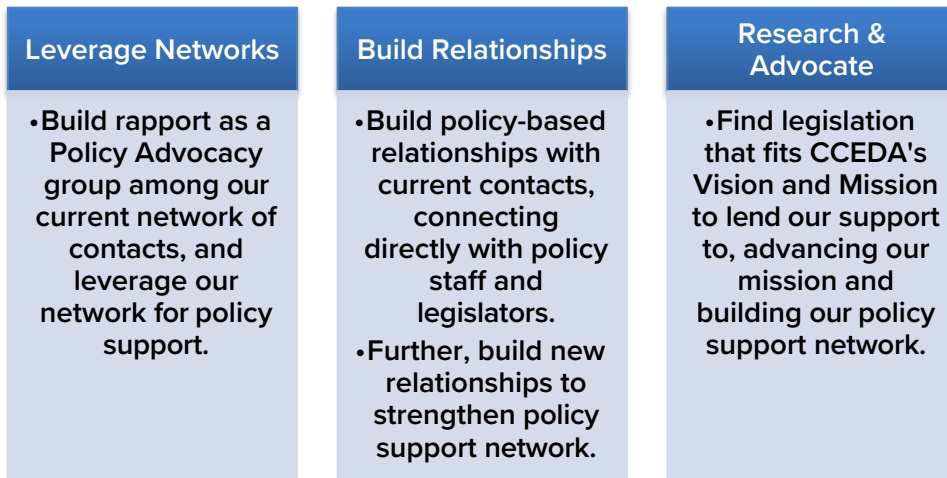 Leverage Networks
•Build rapport as a
Policy Advocacy
group among our
current network of
contacts, and
leverage our
network for policy
support.
Build Relationships
•Build policy-based
relationships with
current contacts,
connecting
directly with policy
staff and
legislators.
•Further, build new
relationships to
strengthen policy
support network.
Research &
Advocate
•Find legislation
that fits CCEDA's
Vision and Mission
to lend our support
to, advancing our
mission and
building our policy
support network.